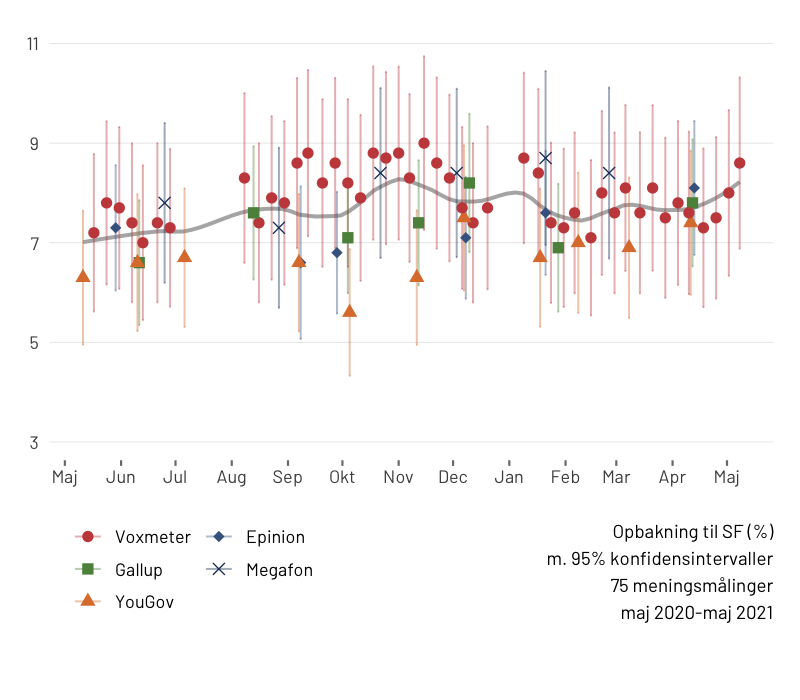 11
9
7
5
3
Maj Jun Jul Aug Sep Okt Nov Dec Jan Feb Mar Apr Maj
Voxmeter Epinion
Gallup Megafon
YouGov
Opbakning til SF (%)
m. 95% konfidensintervaller
75 meningsmålinger
maj 2020-maj 2021